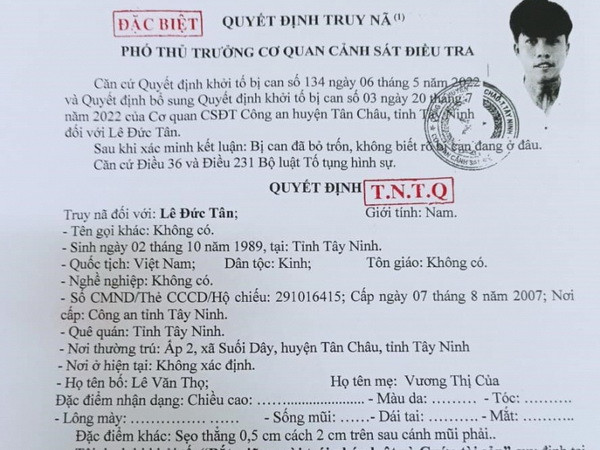 ĐẶC BIỆT
QUYẾT ĐỊNH TRUY NÃ (1)
PHÓ THỦ TRƯỞNG CƠ QUAN CẢNH SÁT ĐIỀU TRA
Căn cứ Quyết định khởi tố bị can số 134 ngày 06 tháng 5 năm 2022
và Quyết định bổ sung Quyết định khởi tố bị can số 03 ngày 20 tháng 7
năm 2022 của Cơ quan CSĐT Công an huyện Tân Châu, tỉnh Tây Ninh
đối với Lê Đức Tân.
Sau khi xác minh kết luận: Bị can đã bỏ trốn, không biết rõ bị can đang ở đâu.
Căn cứ Điều 36 và Điều 231 Bộ luật Tố tụng hình sự.
QUYẾT ĐỊNH T.N.T.Q
Truy nã đối với: Lê Đức Tân; Giới tính: Nam.
- Tên gọi khác: Không có.
- Sinh ngày 02 tháng 10 năm 1989, tại: Tỉnh Tây Ninh.
- Quốc tịch: Việt Nam; Dân tộc: Kinh; Tôn giáo: Không có.
- Nghề nghiệp: Không có.
- Số CMND/Thẻ CCCD/Hộ chiếu: 291016415; Cấp ngày 07 tháng 8 năm 2007; Nơi
cấp: Công an tỉnh Tây Ninh.
- Quê quán: Tỉnh Tây Ninh.
- Nơi thường trú: Ấp 2, xã Suối Dây, huyện Tân Châu, tỉnh Tây Ninh
- Nơi ở hiện tại: Không xác định.
- Họ tên bố: Lê Văn Thọ; Họ tên mẹ: Vương Thị Của
Đặc điểm nhận dạng: Chiều cao: ........................ - Màu da: .......... - Tóc: ..........
- Lông mày: ........................ - Sống mũi: ...... - Dái tai: .......... - Mắt: ..........
Đặc điểm khác: Sẹo thẳng 0,5 cm cách 2 cm trên sau cánh mũi phải..